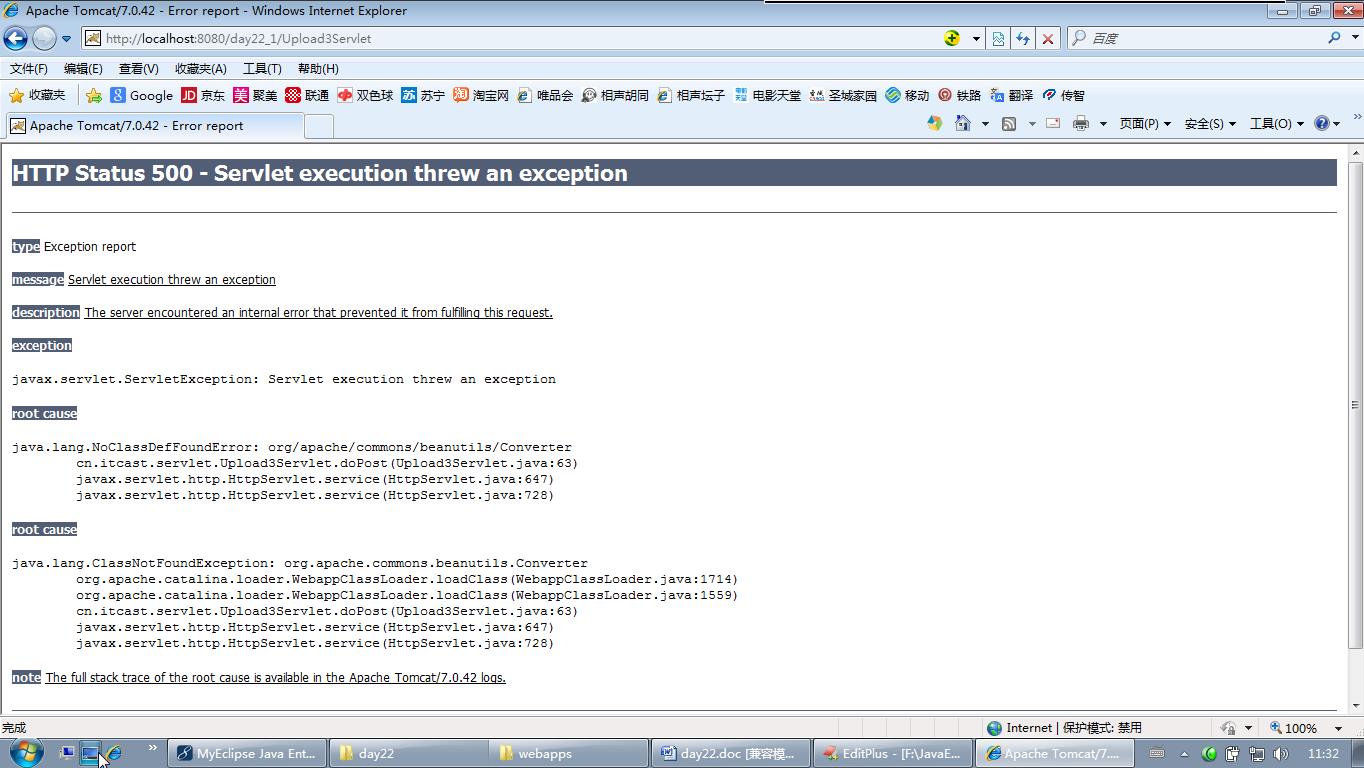 Apache Tomcat/7.0.42 - Error report - Windows Internet Explorer
http://localhost:8080/day22_1/Upload3Servlet
百度
文件(F) 编辑(E) 查看(V) 收藏夹(A) 工具(T) 帮助(H)
收藏夹 Google 京东 聚美 联通 双色球 苏宁 淘宝网 唯品会 相声胡同 相声坛子 电影天堂 圣城家园 移动 铁路 翻译 传智
Apache Tomcat/7.0.42 - Error report 页面(P) 安全(S) 工具(O)
HTTP Status 500 - Servlet execution threw an exception
type Exception report
message Servlet execution threw an exception
description The server encountered an internal error that prevented it from fulfilling this request.
exception
javax.servlet.ServletException: Servlet execution threw an exception
root cause
java.lang.NoClassDefFoundError: org/apache/commons/beanutils/Converter
cn.itcast.servlet.Upload3Servlet.doPost(Upload3Servlet.java:63)
javax.servlet.http.HttpServlet.service(HttpServlet.java:647)
javax.servlet.http.HttpServlet.service(HttpServlet.java:728)
root cause
java.lang.ClassNotFoundException: org.apache.commons.beanutils.Converter
org.apache.catalina.loader.WebappClassLoader.loadClass(WebappClassLoader.java:1714)
org.apache.catalina.loader.WebappClassLoader.loadClass(WebappClassLoader.java:1559)
cn.itcast.servlet.Upload3Servlet.doPost(Upload3Servlet.java:63)
javax.servlet.http.HttpServlet.service(HttpServlet.java:647)
javax.servlet.http.HttpServlet.service(HttpServlet.java:728)
note The full stack trace of the root cause is available in the Apache Tomcat/7.0.42 logs.
完成 Internet | 保护模式: 禁用 100%
MyEclipse Java Ent... day22 webapps day22.doc [兼容模... EditPlus - [F:\JavaE... Apache Tomcat/7.... 11:32